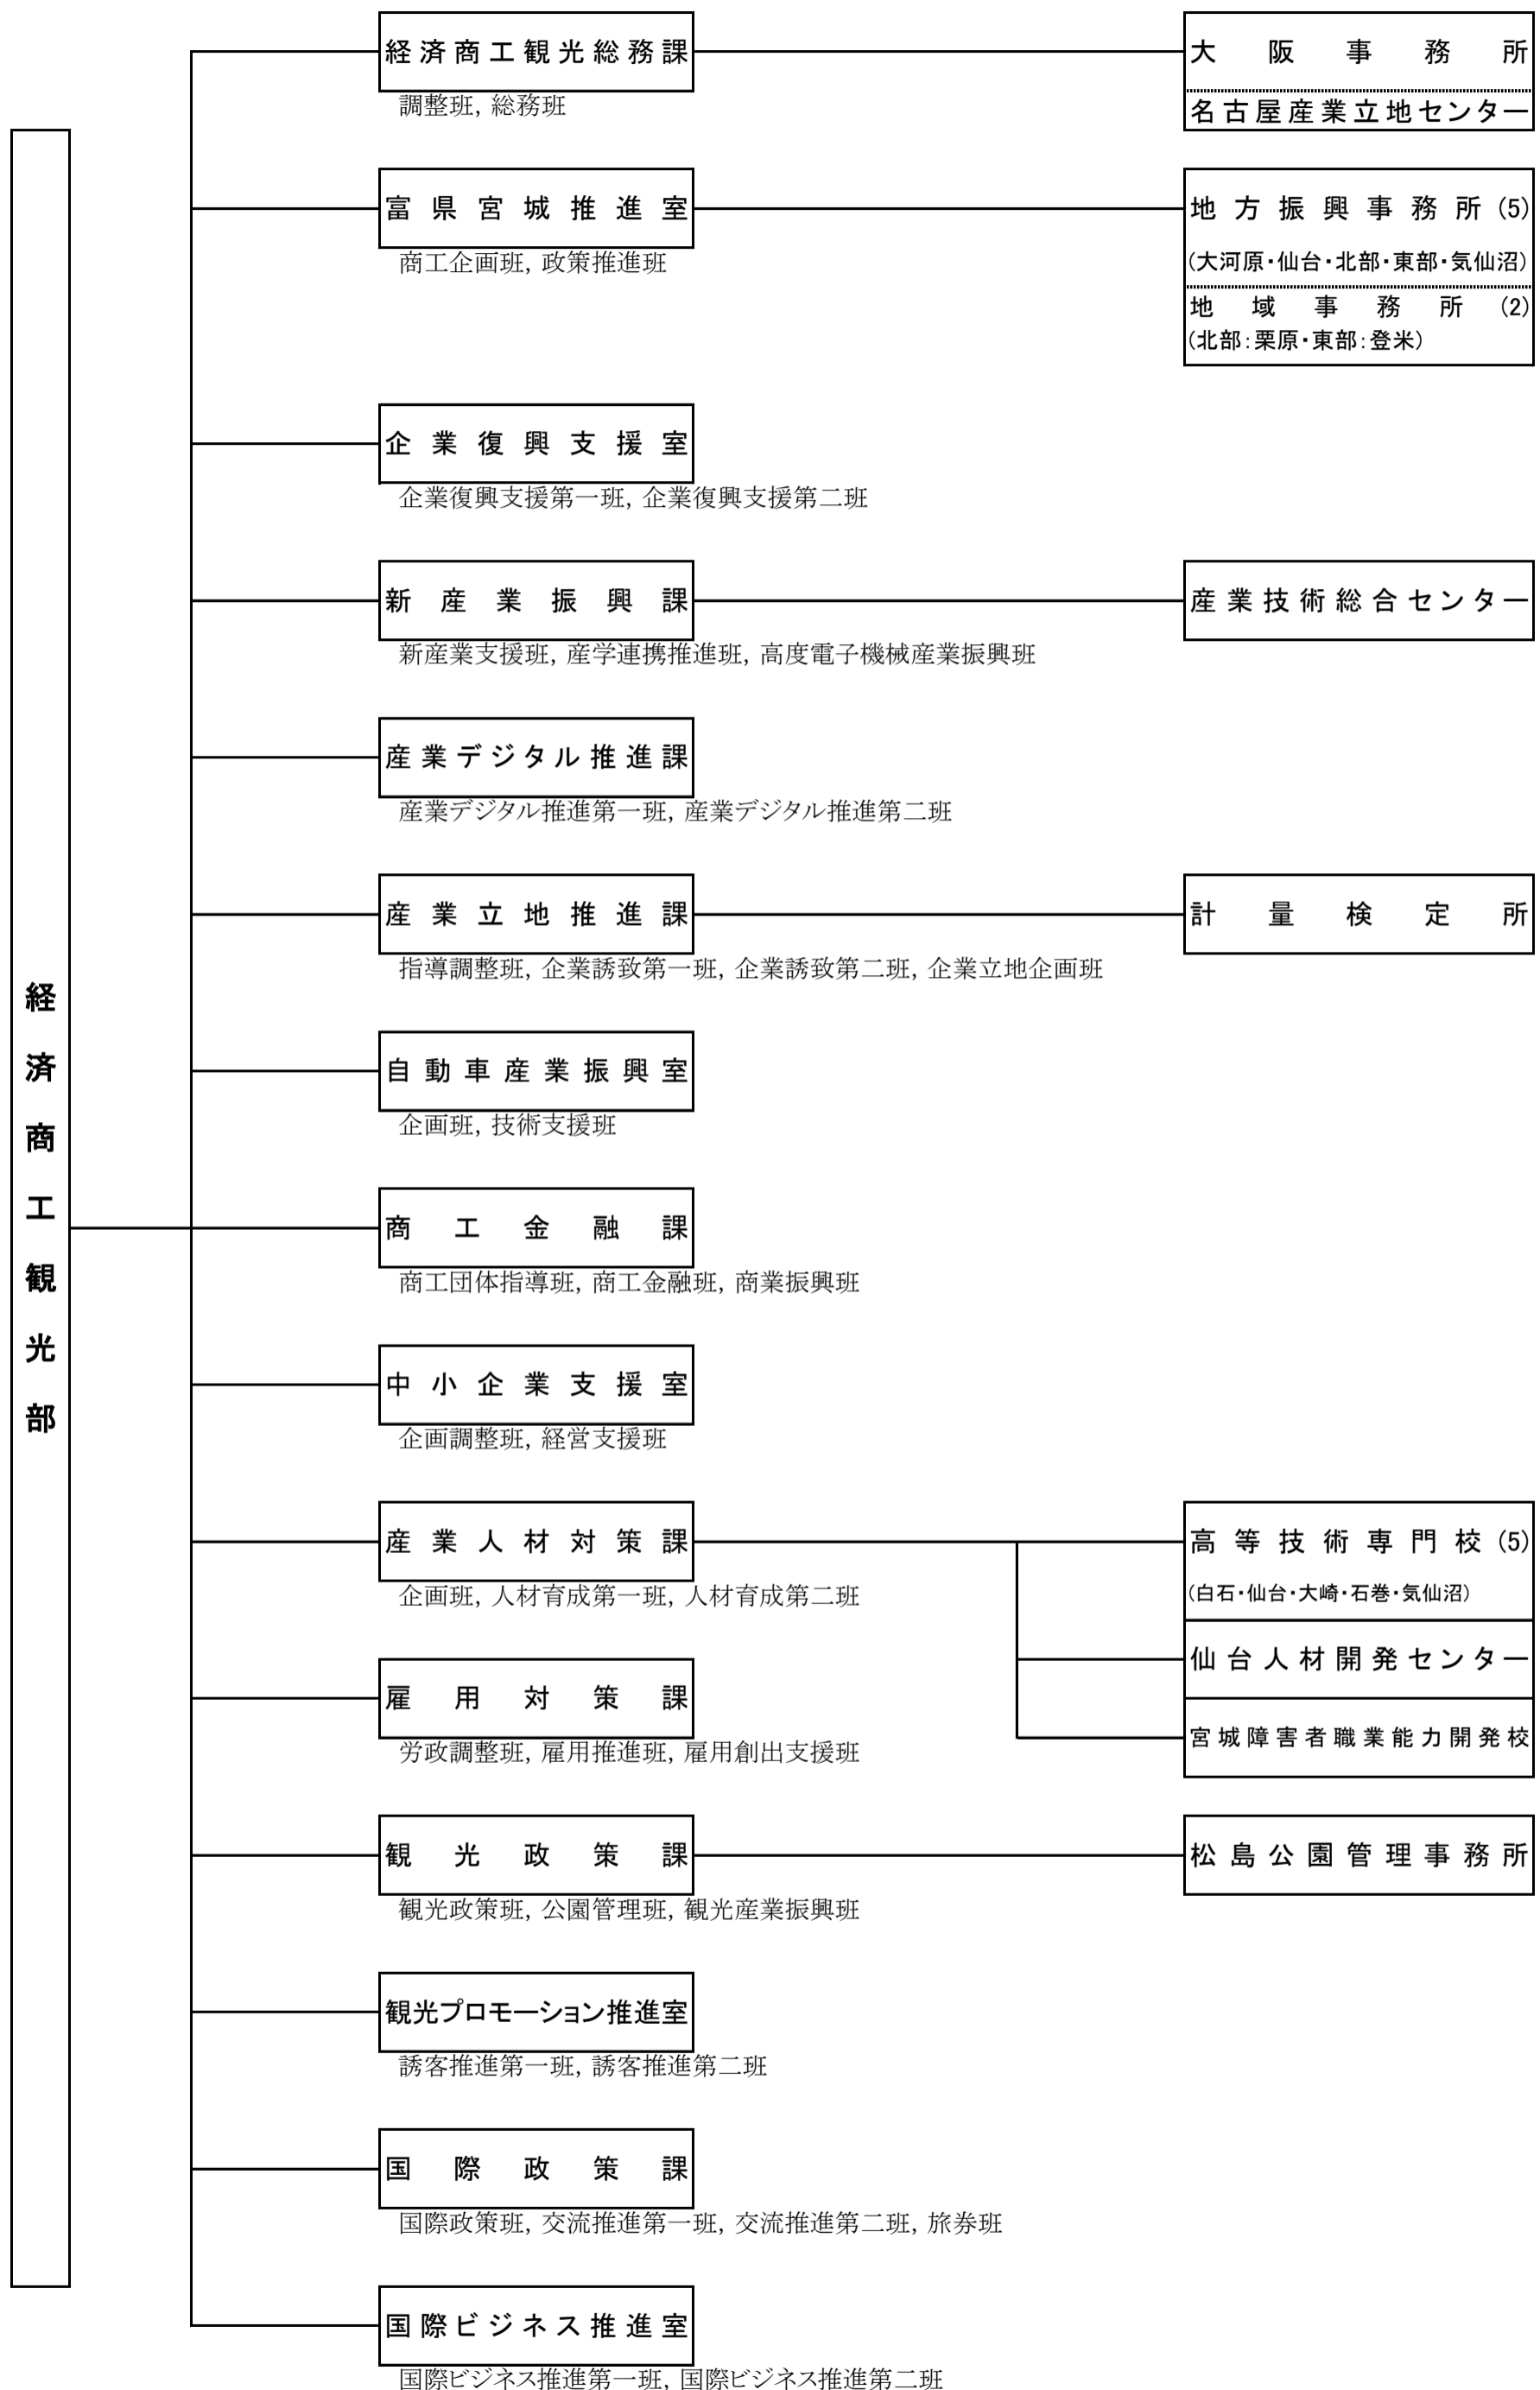 経済商工観光部
経済商工観光総務課
調整班，総務班
大阪事務所
名古屋産業立地センター
富県宮城推進室
商工企画班，政策推進班
地方振興事務所(5)
(大河原・仙台・北部・東部・気仙沼)
地域事務所(2)
(北部：栗原・東部：登米)
企業復興支援室
企業復興支援第一班，企業復興支援第二班
新産業振興課
新産業支援班，産学連携推進班，高度電子機械産業振興班
産業技術総合センター
産業デジタル推進課
産業デジタル推進第一班，産業デジタル推進第二班
産業立地推進課
指導調整班，企業誘致第一班，企業誘致第二班，企業立地企画班
計量検定所
自動車産業振興室
企画班，技術支援班
商工金融課
商工団体指導班，商工金融班，商業振興班
中小企業支援室
企画調整班，経営支援班
産業人材対策課
企画班，人材育成第一班，人材育成第二班
高等技術専門校(5)
(白石・仙台・大崎・石巻・気仙沼)
仙台人材開発センター
宮城障害者職業能力開発校
雇用対策課
労政調整班，雇用推進班，雇用創出支援班
観光政策課
観光政策班，公園管理班，観光産業振興班
松島公園管理事務所
観光プロモーション推進室
誘客推進第一班，誘客推進第二班
国際政策課
国際政策班，交流推進第一班，交流推進第二班，旅券班
国際ビジネス推進室
国際ビジネス推進第一班，国際ビジネス推進第二班